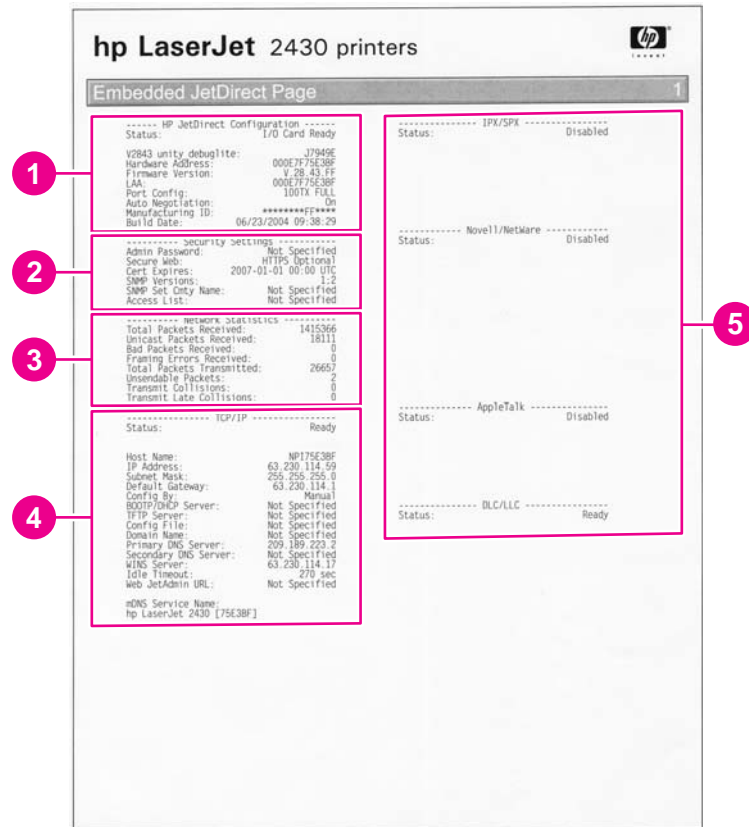 hp LaserJet 2430 printers
hp
invent
Embedded JetDirect Page 1
1
------ HP JetDirect Configuration ------
Status: I/O Card Ready
V2843 unity debuglite: J7949E
Hardware Address: 000E7F75E3BF
Firmware Version: V.28.43.FF
LAA: 000E7F75E3BF
Port Config: 100TX FULL
Auto Negotiation: On
Manufacturing ID: ********FF****
Build Date: 06/23/2004 09:38:29
2
---------- Security Settings ----------
Admin Password: Not Specified
Secure Web: HTTPS Optional
Cert Expires: 2007-01-01 00:00 UTC
SNMP Versions: 1;2
SNMP Set Cmty Name: Not Specified
Access List: Not Specified
3
---------- Network Statistics ----------
Total Packets Received: 1415366
Unicast Packets Received: 18111
Bad Packets Received: 0
Framing Errors Received: 0
Total Packets Transmitted: 26657
Unsendable Packets: 2
Transmit Collisions: 0
Transmit Late Collisions: 0
4
---------------- TCP/IP ----------------
Status: Ready
Host Name: NPI75E3BF
IP Address: 63.230.114.59
Subnet Mask: 255.255.255.0
Default Gateway: 63.230.114.1
Config By: Manual
BOOTP/DHCP Server: Not Specified
TFTP Server: Not Specified
Config File: Not Specified
Domain Name: Not Specified
Primary DNS Server: 209.189.223.2
Secondary DNS Server: Not Specified
WINS Server: 63.230.114.17
Idle Timeout: 270 sec
Web JetAdmin URL: Not Specified
mDNS Service Name:
hp LaserJet 2430 [75E3BF]
5
--------------- IPX/SPX ----------------
Status: Disabled
------------ Novell/NetWare ------------
Status: Disabled
-------------- AppleTalk ---------------
Status: Disabled
--------------- DLC/LLC ----------------
Status: Ready